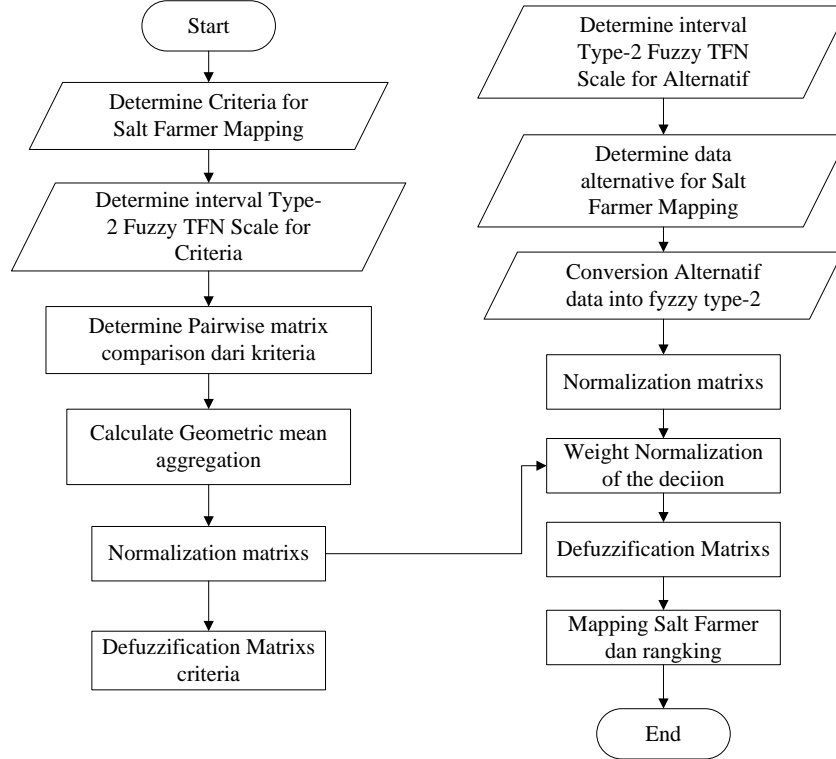 Start
Determine Criteria for
Salt Farmer Mapping
Determine interval Type-
2 Fuzzy TFN Scale for
Criteria
Determine Pairwise matrix
comparison dari kriteria
Calculate Geometric mean
aggregation
Normalization matrixs
Defuzzification Matrixs
criteria
Determine interval
Type-2 Fuzzy TFN
Scale for Alternatif
Determine data
alternative for Salt
Farmer Mapping
Conversion Alternatif
data into fyzzy type-2
Normalization matrixs
Weight Normalization
of the deciion
Defuzzification Matrixs
Mapping Salt Farmer
dan rangking
End